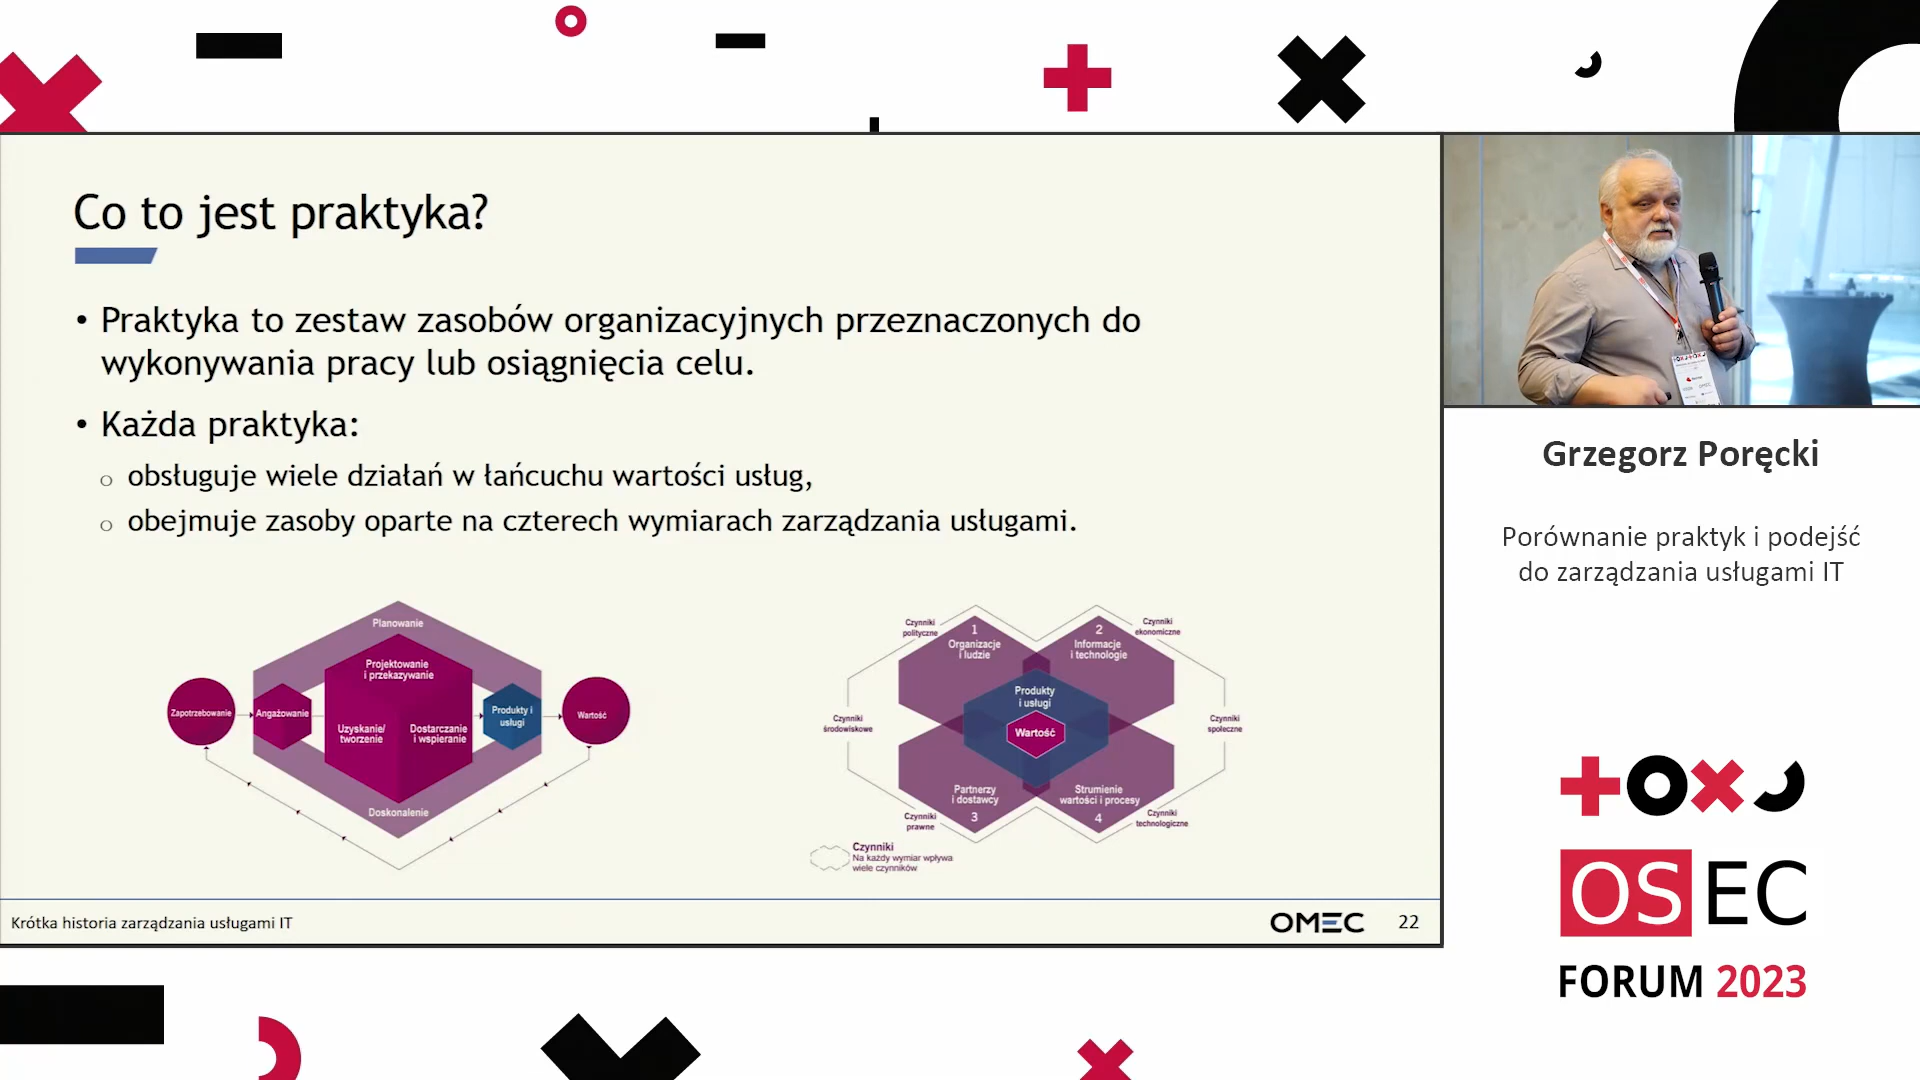 Co to jest praktyka?
• Praktyka to zestaw zasobów organizacyjnych przeznaczonych do
wykonywania pracy lub osiągnięcia celu.
• Każda praktyka:
o obsługuje wiele działań w łańcuchu wartości usług,
o obejmuje zasoby oparte na czterech wymiarach zarządzania usługami.
Planowanie
Projektowanie
i przekazywanie
Zapotrzebowanie
Angażowanie
Uzyskanie/
tworzenie
Dostarczanie
i wspieranie
Produkty i
usługi
Wartość
Doskonalenie
Czynniki
polityczne
1
Organizacje
i ludzie
2
Informacje
i technologie
Czynniki
ekonomiczne
Produkty
i usługi
Wartość
Czynniki
środowiskowe
Czynniki
społeczne
Partnerzy
i dostawcy
3
Strumienie
wartości i procesy
4
Czynniki
prawne
Czynniki
technologiczne
Czynniki
Na każdy wymiar wpływa
wiele czynników
Krótka historia zarządzania usługami IT
OMEC
22
Grzegorz Poręcki
Porównanie praktyk i podejść
do zarządzania usługami IT
OSEC
FORUM 2023